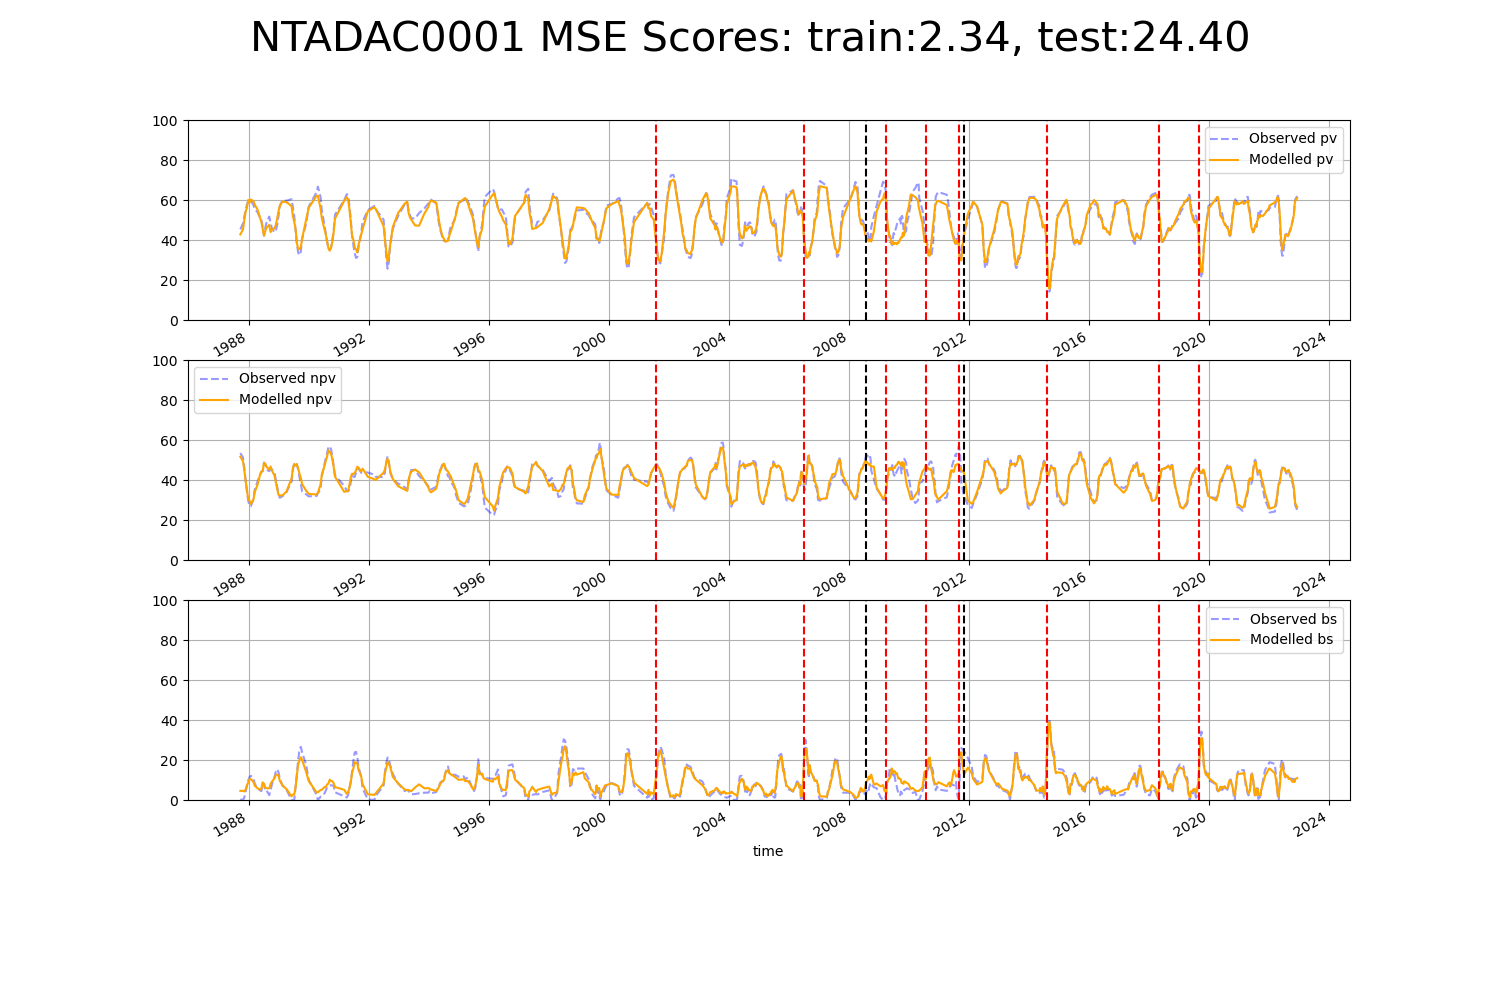 NTADAC0001 MSE Scores: train:2.34, test:24.40
100
80
60
40
20
0
Observed pv
Modelled pv
1988 1992 1996 2000 2004 2008 2012 2016 2020 2024
100
80
60
40
20
0
Observed npv
Modelled npv
1988 1992 1996 2000 2004 2008 2012 2016 2020 2024
100
80
60
40
20
0
Observed bs
Modelled bs
1988 1992 1996 2000 2004 2008 2012 2016 2020 2024
time